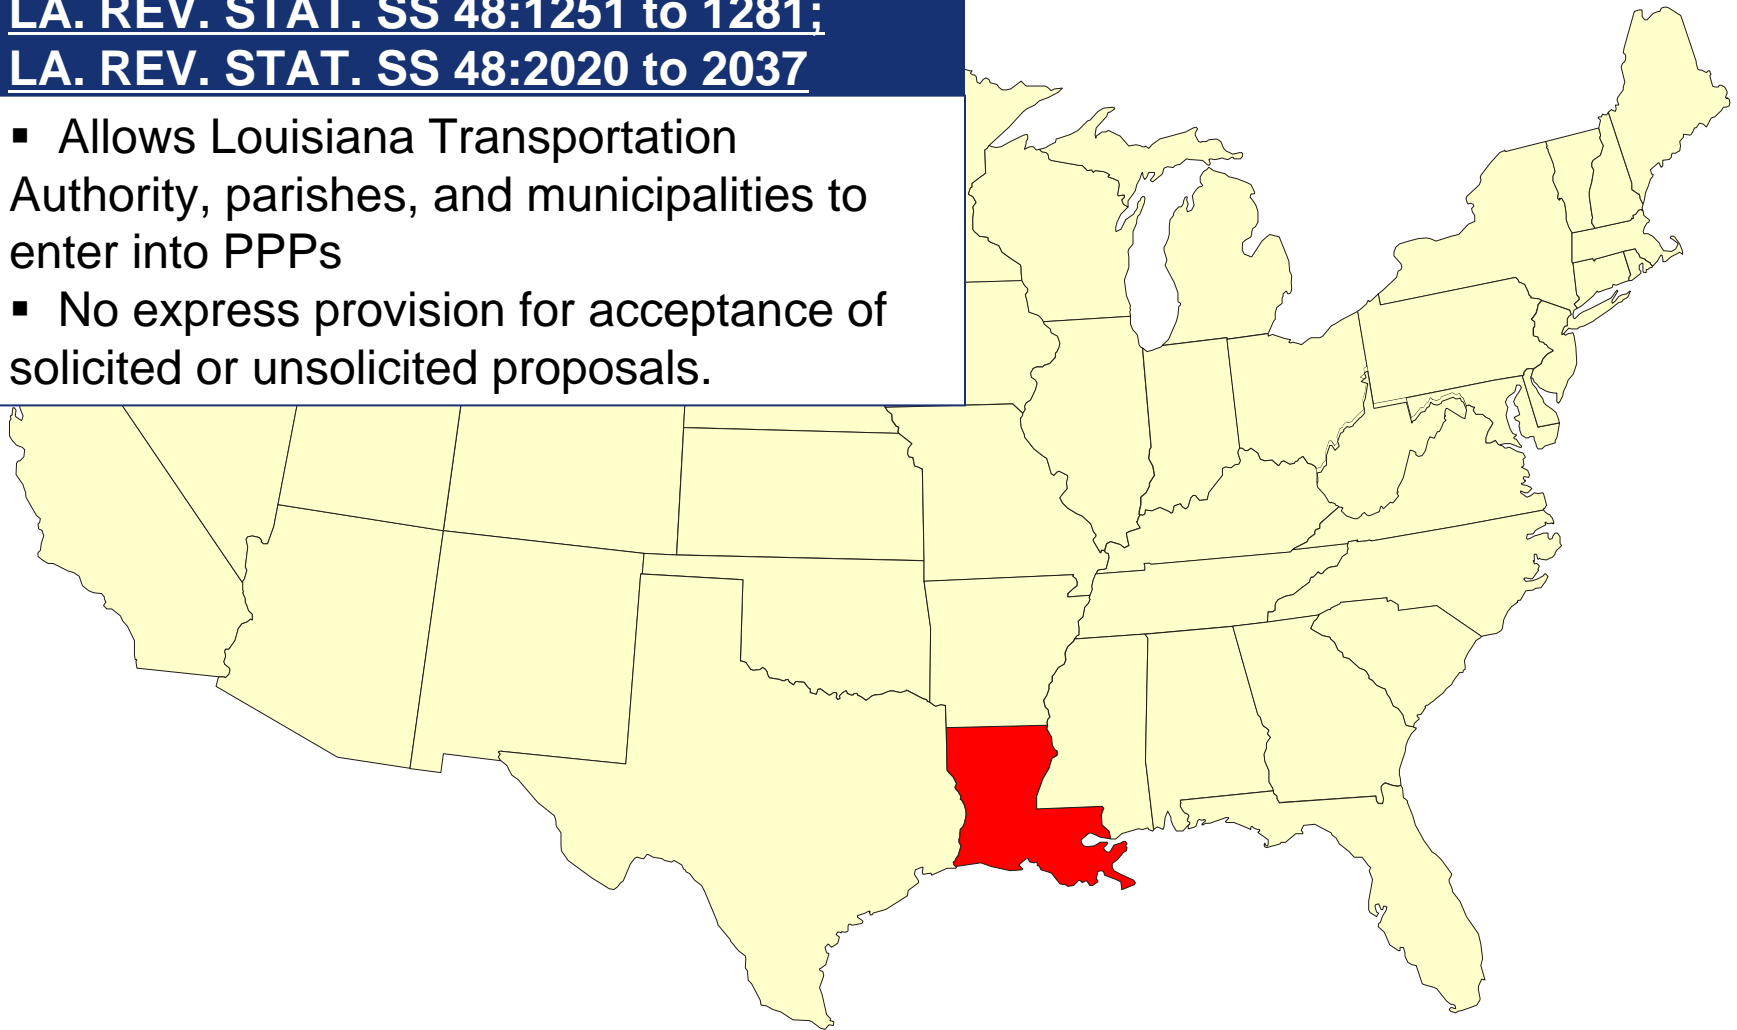 LA. REV. STAT. SS 48:1251 to 1281;
LA. REV. STAT. SS 48:2020 to 2037
▪ Allows Louisiana Transportation
Authority, parishes, and municipalities to
enter into PPPs
▪ No express provision for acceptance of
solicited or unsolicited proposals.